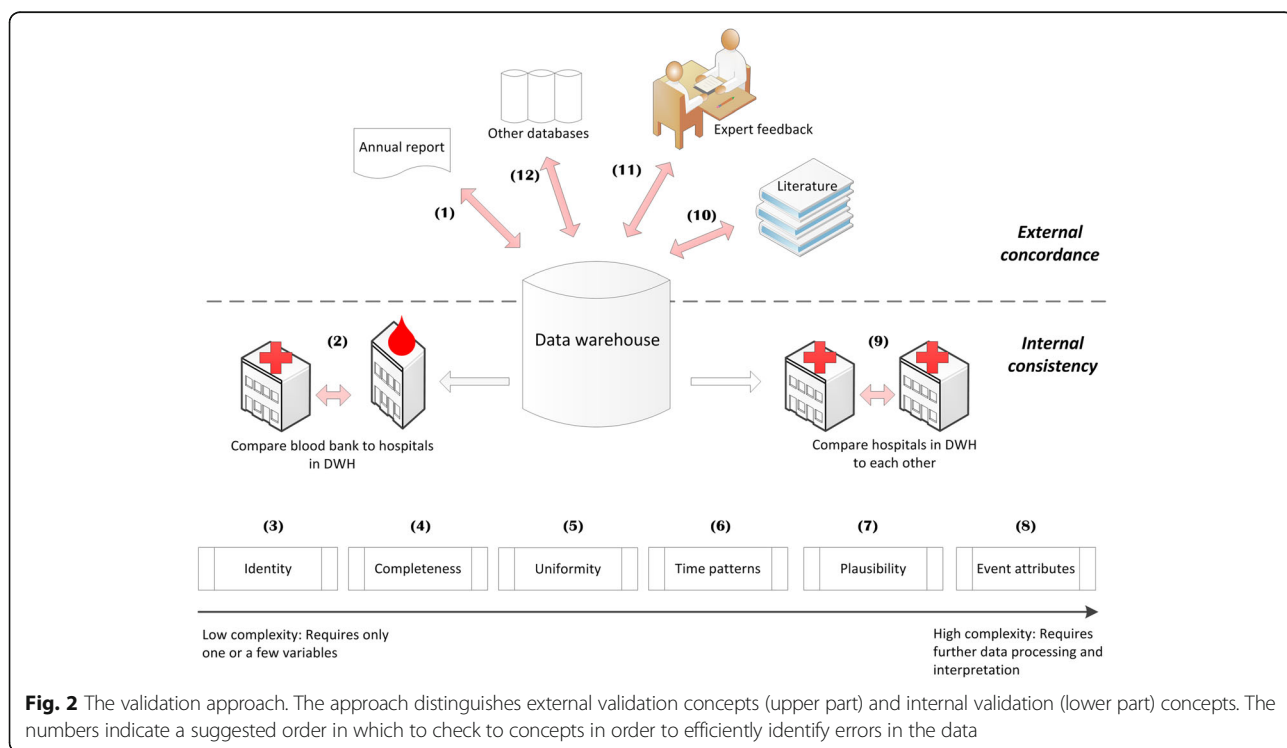 Other databases
Expert feedback
Annual report
Literature
(12)
(11)
(1)
(10)
External
concordance
Data warehouse
(2)
(9)
Internal
consistency
Compare blood bank to hospitals
in DWH
Compare hospitals in DWH
to each other
(3)
(4)
(5)
(6)
(7)
(8)
Identity
Completeness
Uniformity
Time patterns
Plausibility
Event attributes
Low complexity: Requires only
one or a few variables
High complexity: Requires
further data processing and
interpretation
Fig. 2 The validation approach. The approach distinguishes external validation concepts (upper part) and internal validation (lower part) concepts. The
numbers indicate a suggested order in which to check to concepts in order to efficiently identify errors in the data